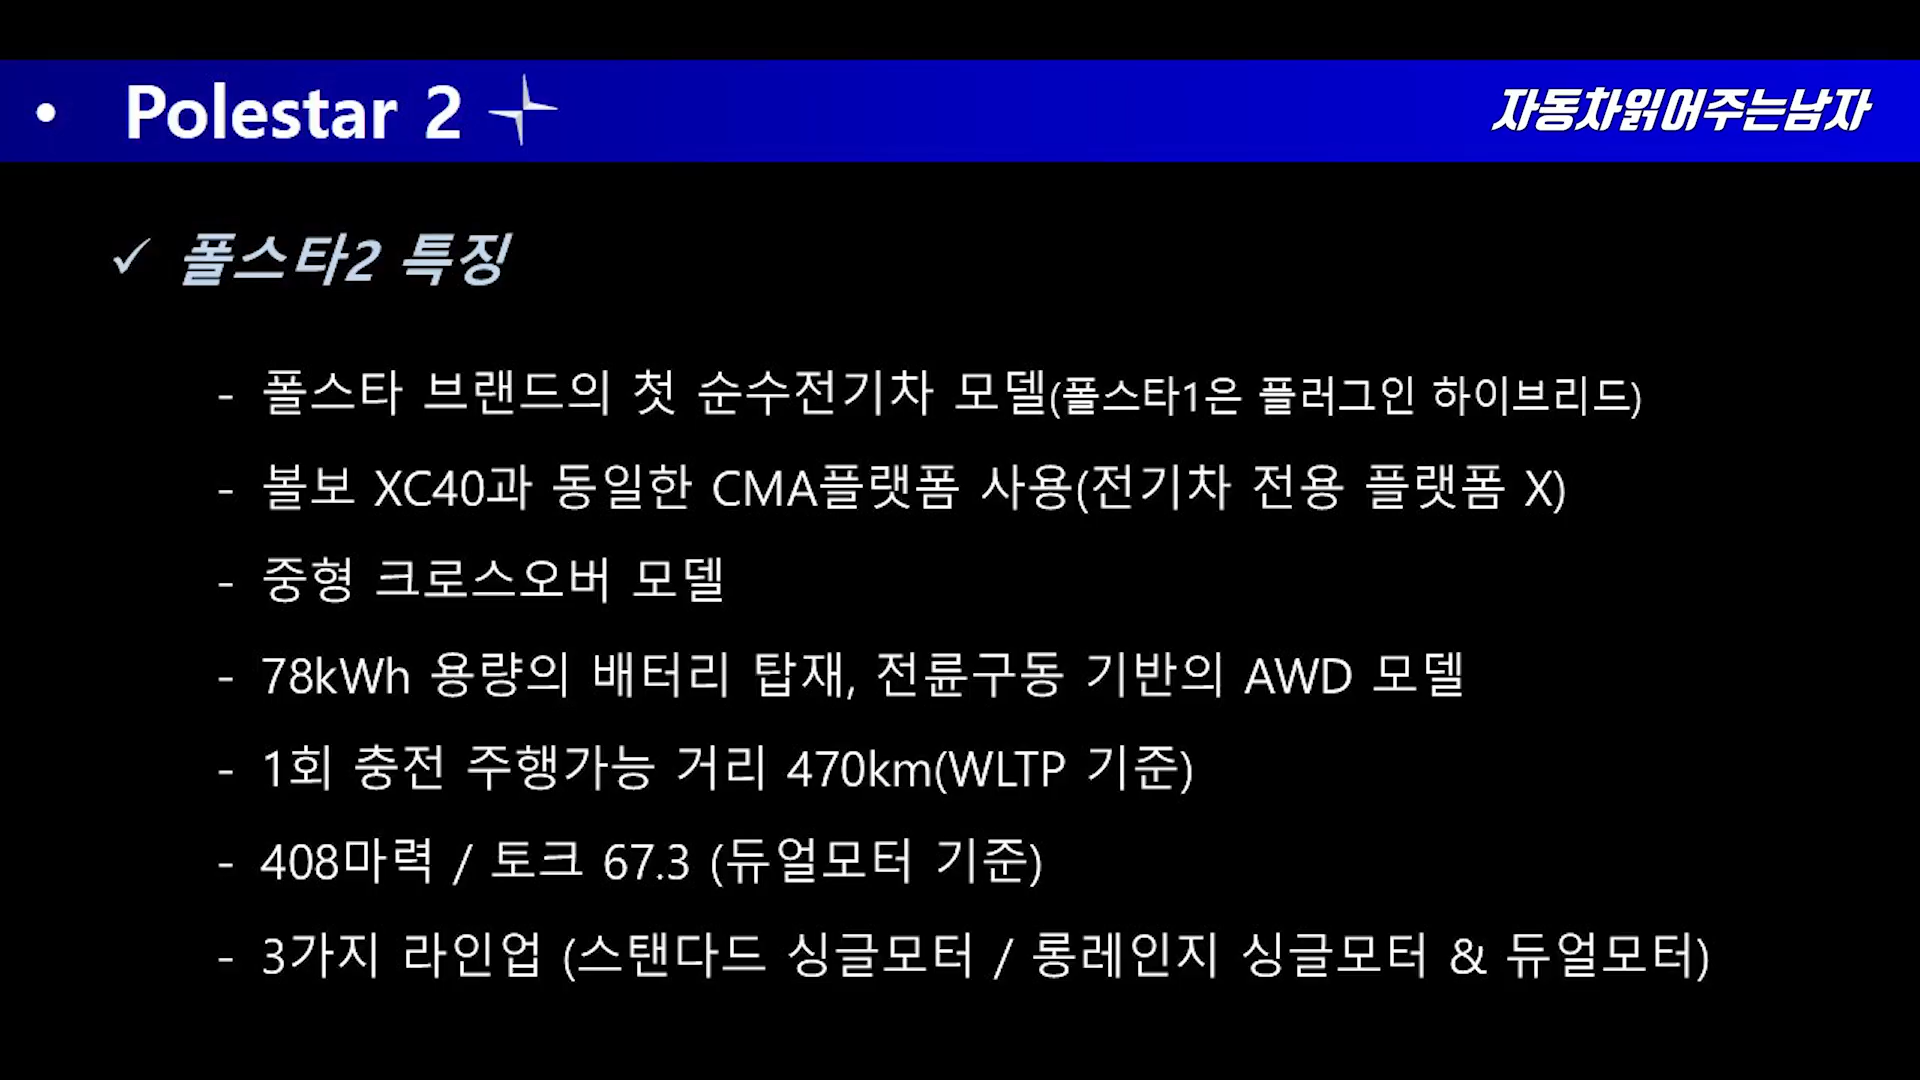 • Polestar 2
자동차읽어주는남자
✓ 폴스타2 특징
- 폴스타 브랜드의 첫 순수전기차 모델(폴스타1은 플러그인 하이브리드)
- 볼보 XC40과 동일한 CMA플랫폼 사용(전기차 전용 플랫폼 X)
- 중형 크로스오버 모델
- 78kWh 용량의 배터리 탑재, 전륜구동 기반의 AWD 모델
- 1회 충전 주행가능 거리 470km(WLTP 기준)
- 408마력 / 토크 67.3 (듀얼모터 기준)
- 3가지 라인업 (스탠다드 싱글모터 / 롱레인지 싱글모터 & 듀얼모터)